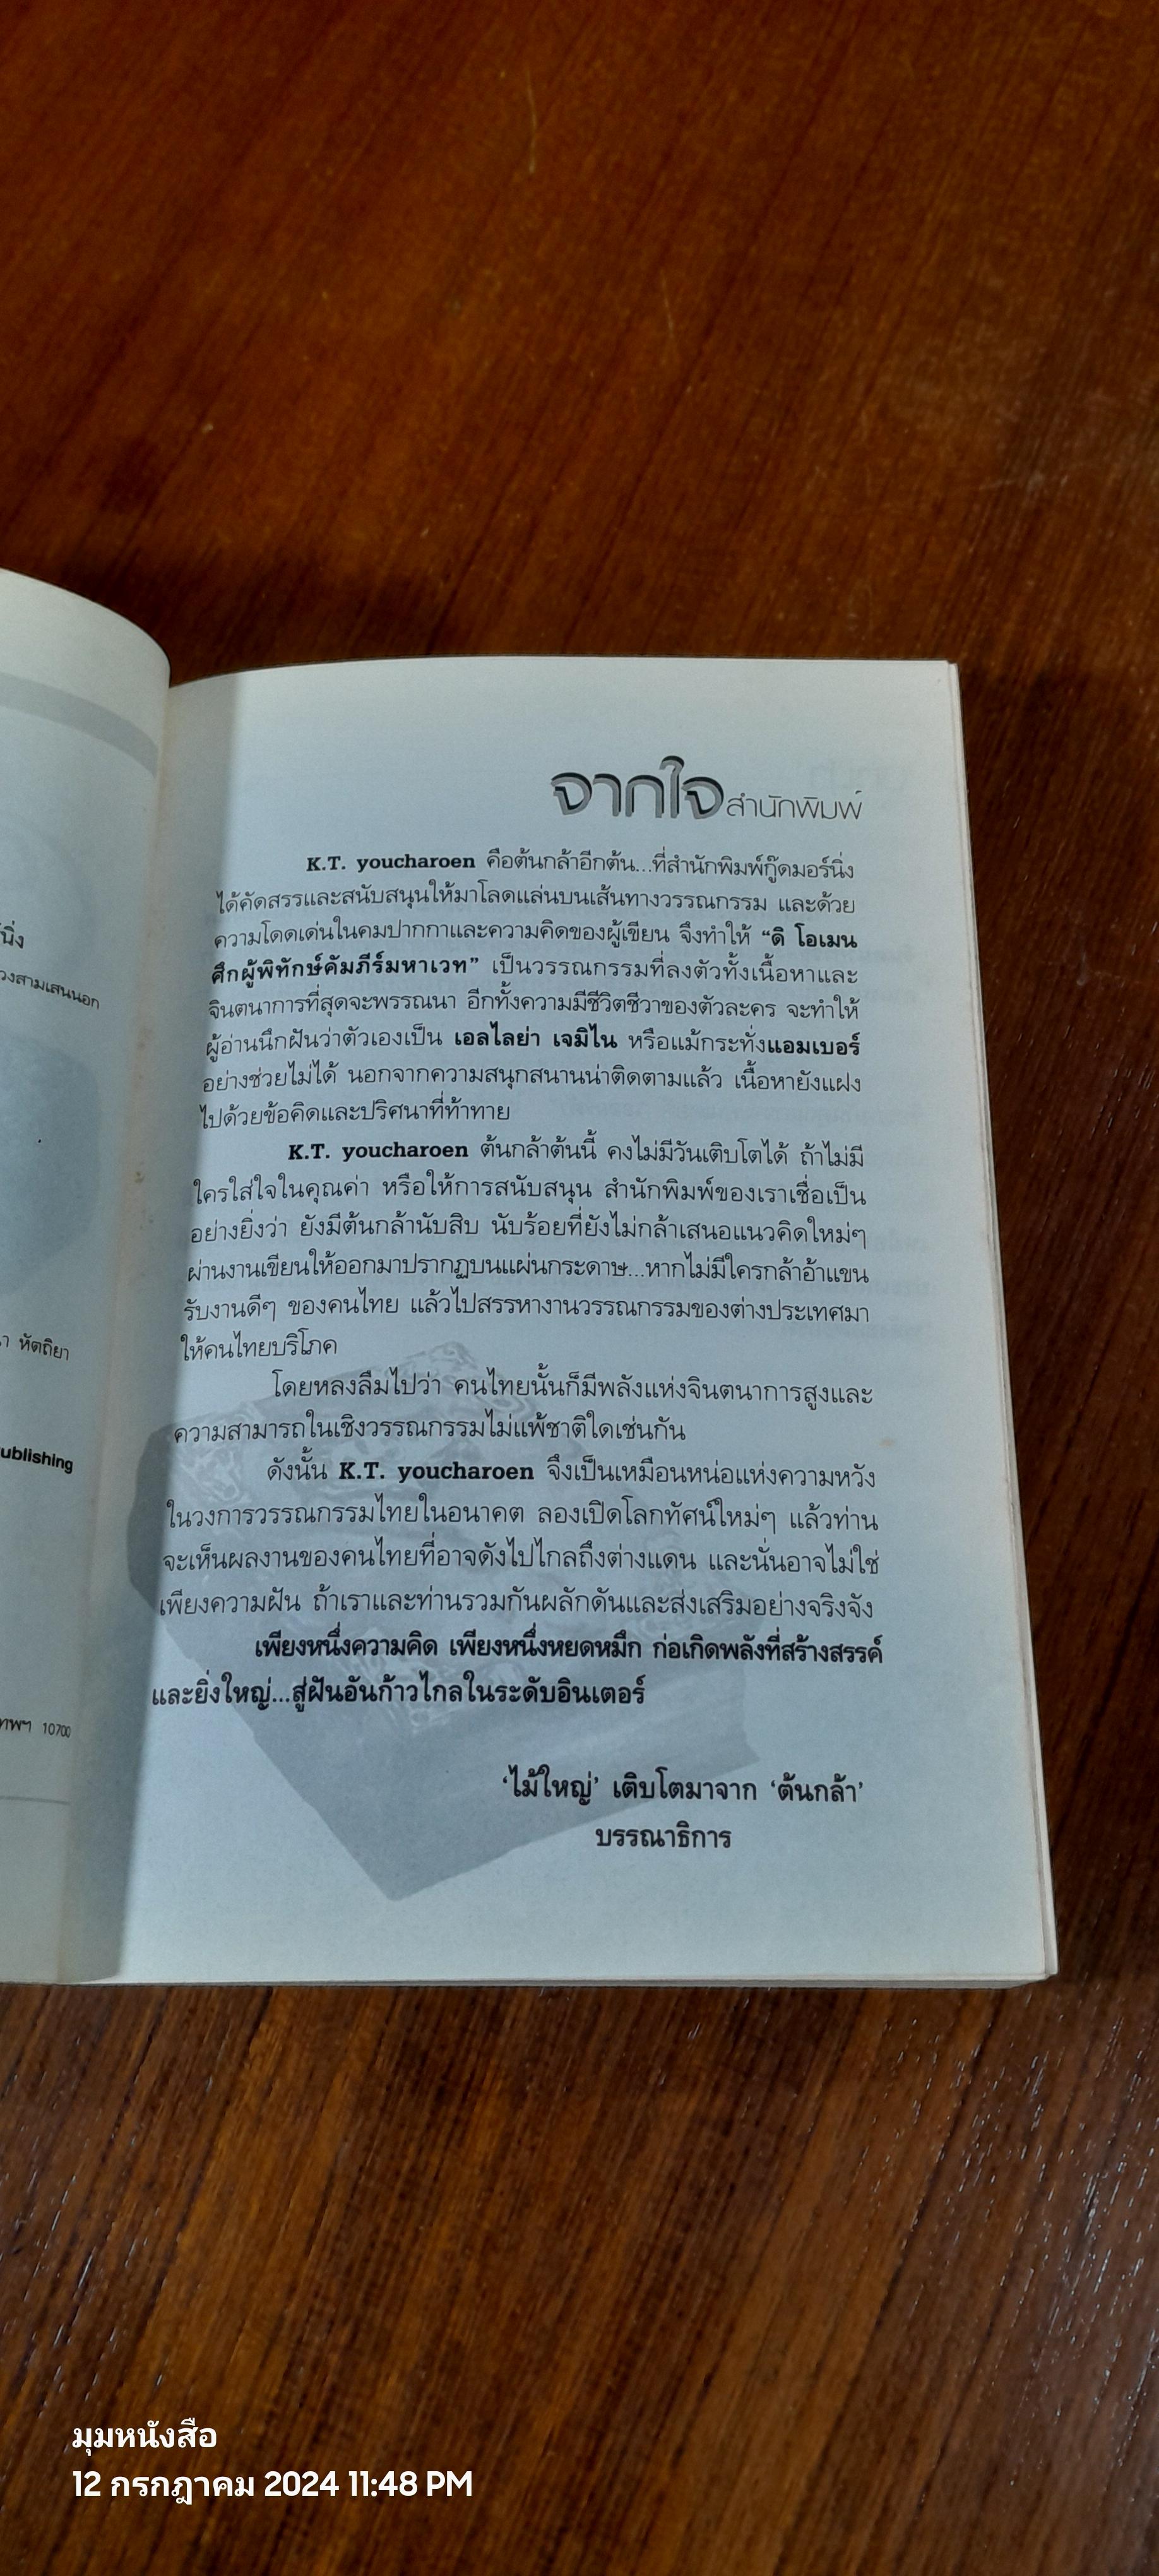 นิ่ง
วงสามเสนนอก
หัตถิยา
ublishing
10700
จากใจสำนักพิมพ์
K.T. youcharoen คือต้นกล้าอีกต้น...ที่สำนักพิมพ์กู๊ดมอร์นิ่ง
ได้คัดสรรและสนับสนุนให้มาโลดแล่นบนเส้นทางวรรณกรรม และด้วย
ความโดดเด่นในคมปากกาและความคิดของผู้เขียน จึงทำให้ “ดิ โอเมน
ศึกผู้พิทักษ์คัมภีร์มหาเวท” เป็นวรรณกรรมที่ลงตัวทั้งเนื้อหาและ
จินตนาการที่สุดจะพรรณนา อีกทั้งความมีชีวิตชีวาของตัวละคร จะทำให้
ผู้อ่านนึกฝันว่าตัวเองเป็น เอลไลย่า เจมิไน หรือแม้กระทั่งแอมเบอร์
อย่างช่วยไม่ได้ นอกจากความสนุกสนานน่าติดตามแล้ว เนื้อหายังแฝง
ไปด้วยข้อคิดและปริศนาที่ท้าทาย
K.T. youcharoen ต้นกล้าต้นนี้ คงไม่มีวันเติบโตได้ ถ้าไม่มี
ใครใส่ใจในคุณค่า หรือให้การสนับสนุน สำนักพิมพ์ของเราเชื่อเป็น
อย่างยิ่งว่า ยังมีต้นกล้านับสิบ นับร้อยที่ยังไม่กล้าเสนอแนวคิดใหม่ๆ
ผ่านงานเขียนให้ออกมาปรากฏบนแผ่นกระดาษ...หากไม่มีใครกล้าอ้าแขน
รับงานดีๆ ของคนไทย แล้วไปสรรหางานวรรณกรรมของต่างประเทศมา
ให้คนไทยบริโภค
โดยหลงลืมไปว่า คนไทยนั้นก็มีพลังแห่งจินตนาการสูงและ
ความสามารถในเชิงวรรณกรรมไม่แพ้ชาติใดเช่นกัน
ดังนั้น K.T. youcharoen จึงเป็นเหมือนหน่อแห่งความหวัง
ในวงการวรรณกรรมไทยในอนาคต ลองเปิดโลกทัศน์ใหม่ๆ แล้วท่าน
จะเห็นผลงานของคนไทยที่อาจดังไปไกลถึงต่างแดน และนั่นอาจไม่ใช่
เพียงความฝัน ถ้าเราและท่านรวมกันผลักดันและส่งเสริมอย่างจริงจัง
เพียงหนึ่งความคิด เพียงหนึ่งหยดหมึก ก่อเกิดพลังที่สร้างสรรค์
และยิ่งใหญ่...สู่ฝันอันก้าวไกลในระดับอินเตอร์
‘ไม้ใหญ่’ เติบโตมาจาก ‘ต้นกล้า’
บรรณาธิการ
มุมหนังสือ
12 กรกฎาคม 2024 11:48 PM